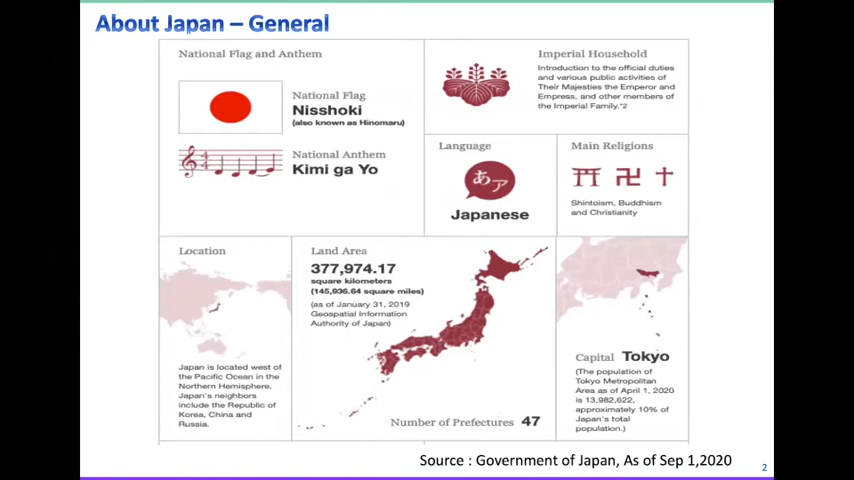 About Japan – General
National Flag and Anthem
National Flag
Nisshoki
(also known as Hinomaru)
National Anthem
Kimi ga Yo
Imperial Household
Introduction to the official duties
and various public activities of
Their Majesties the Emperor and
Empress, and other members of
the Imperial Family.*2
Language
あア
Japanese
Main Religions
卍
Shintoism, Buddhism
and Christianity
Location
Japan is located west of
the Pacific Ocean in the
Northern Hemisphere.
Japan's neighbors
include the Republic of
Korea, China and
Russia.
Land Area
377,974.17
square kilometers
(145,936.64 square miles)
(as of January 31, 2019
Geospatial Information
Authority of Japan)
Number of Prefectures 47
Capital Tokyo
(The population of
Tokyo Metropolitan
Area as of April 1, 2020
is 13,982,622,
approximately 10% of
Japan's total
population.)
Source : Government of Japan, As of Sep 1,2020
2